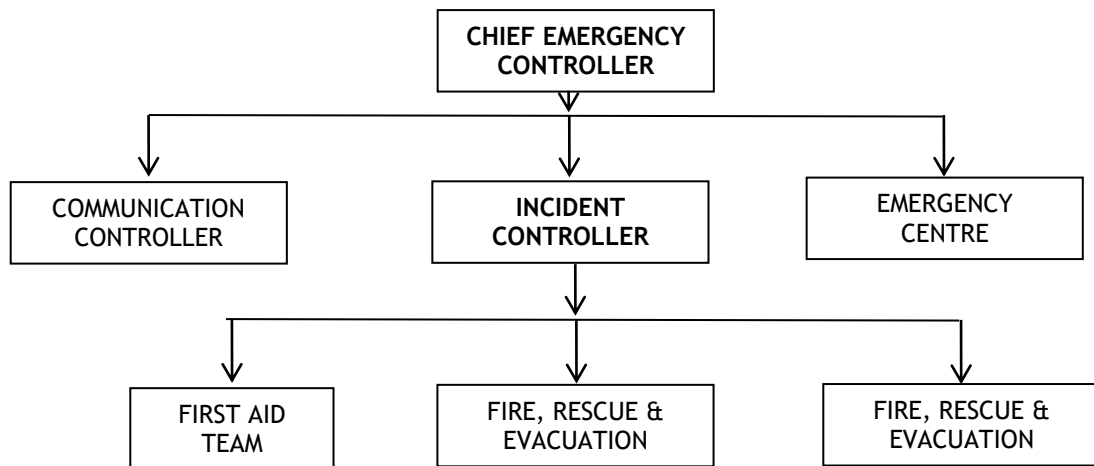 CHIEF EMERGENCY
CONTROLLER
COMMUNICATION
CONTROLLER
INCIDENT
CONTROLLER
EMERGENCY
CENTRE
FIRST AID
TEAM
FIRE, RESCUE &
EVACUATION
FIRE, RESCUE &
EVACUATION